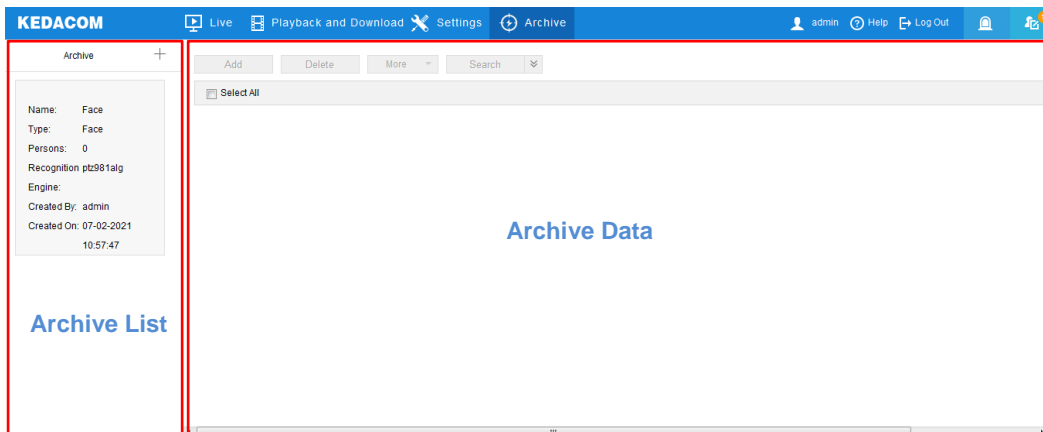 KEDACOM Live Playback and Download Settings Archive admin Help Log Out
Archive
Add Delete More Search
Select All
Name: Face
Type: Face
Persons: 0
Recognition ptz981alg
Engine:
Created By: admin
Created On: 07-02-2021
10:57:47
Archive List
Archive Data